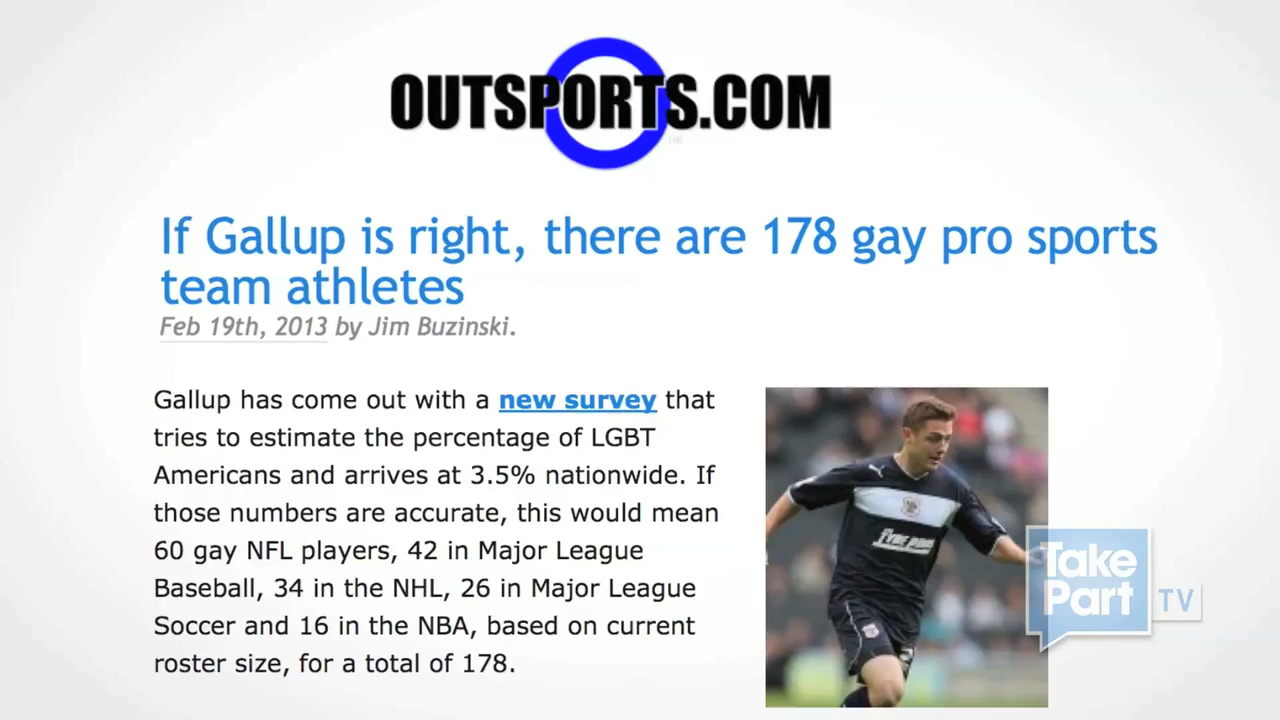 OUTSPORTS.COM
TM
If Gallup is right, there are 178 gay pro sports
team athletes
Feb 19th, 2013 by Jim Buzinski.
Gallup has come out with a new survey that
tries to estimate the percentage of LGBT
Americans and arrives at 3.5% nationwide. If
those numbers are accurate, this would mean
60 gay NFL players, 42 in Major League
Baseball, 34 in the NHL, 26 in Major League
Soccer and 16 in the NBA, based on current
roster size, for a total of 178.
Take
Part TV